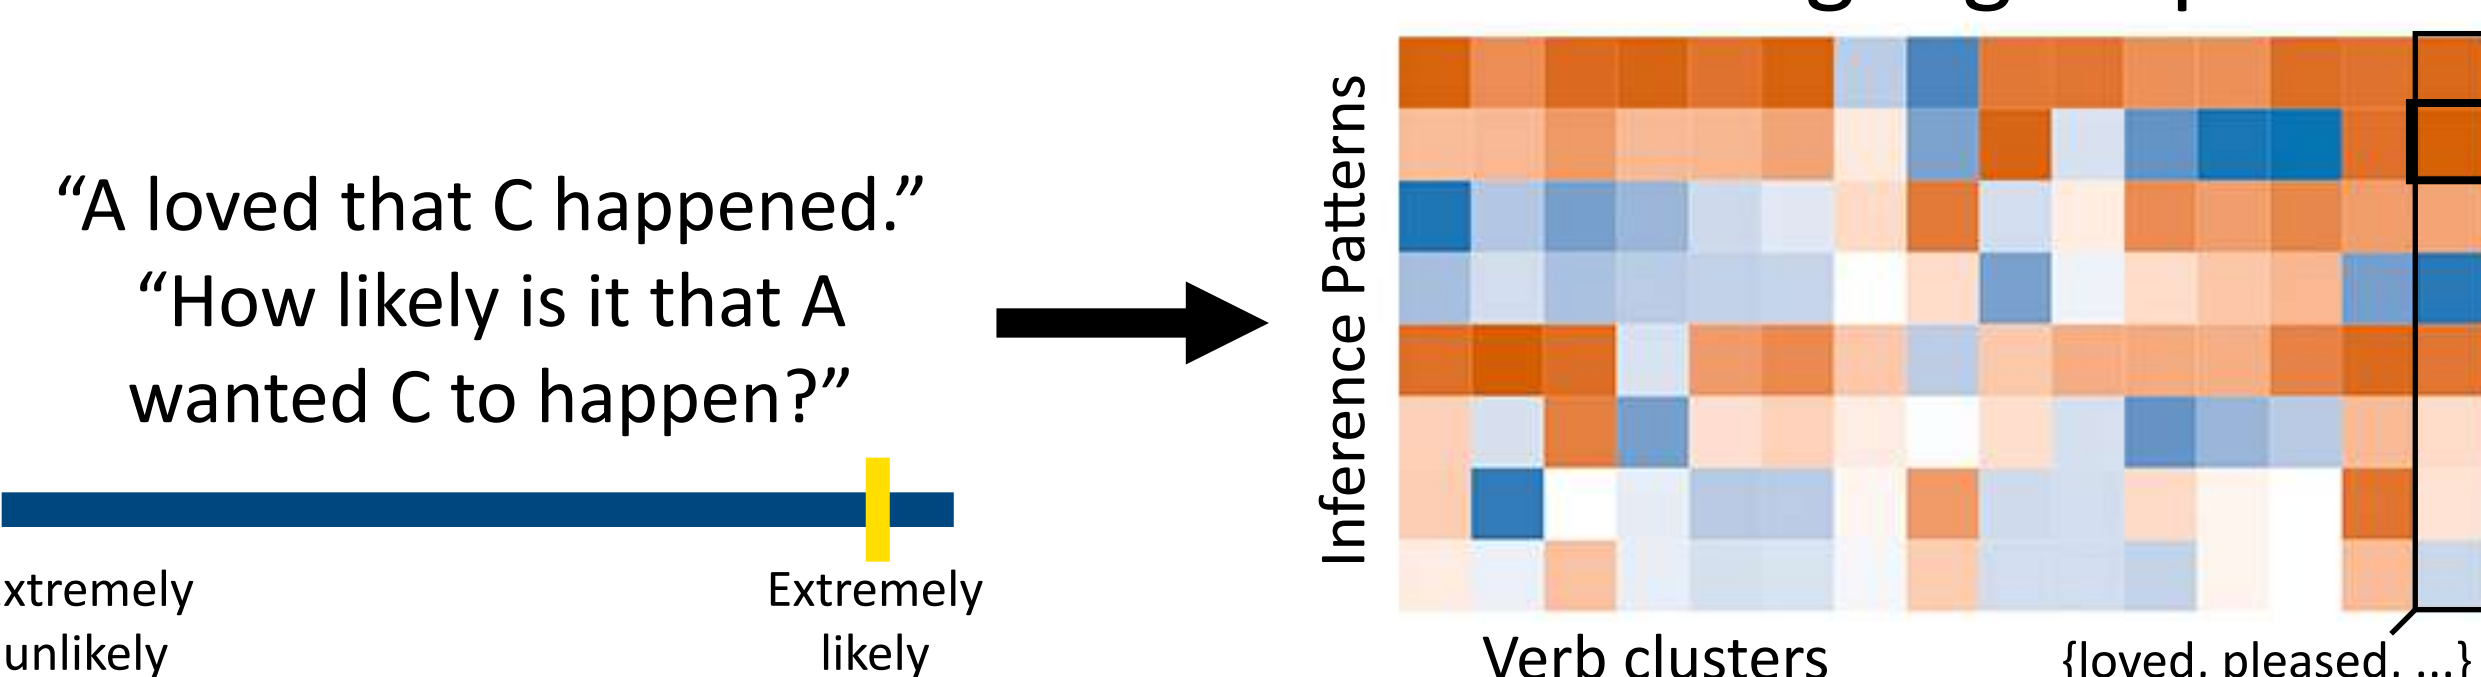 “A loved that C happened.”
“How likely is it that A
wanted C to happen?”
xtremely
unlikely
Extremely
likely
Inference Patterns
Verb clusters
{loved, pleased, ...}